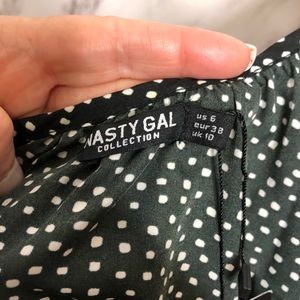 NASTY GAL
COLLECTION
us 6
eur 38
uk 10